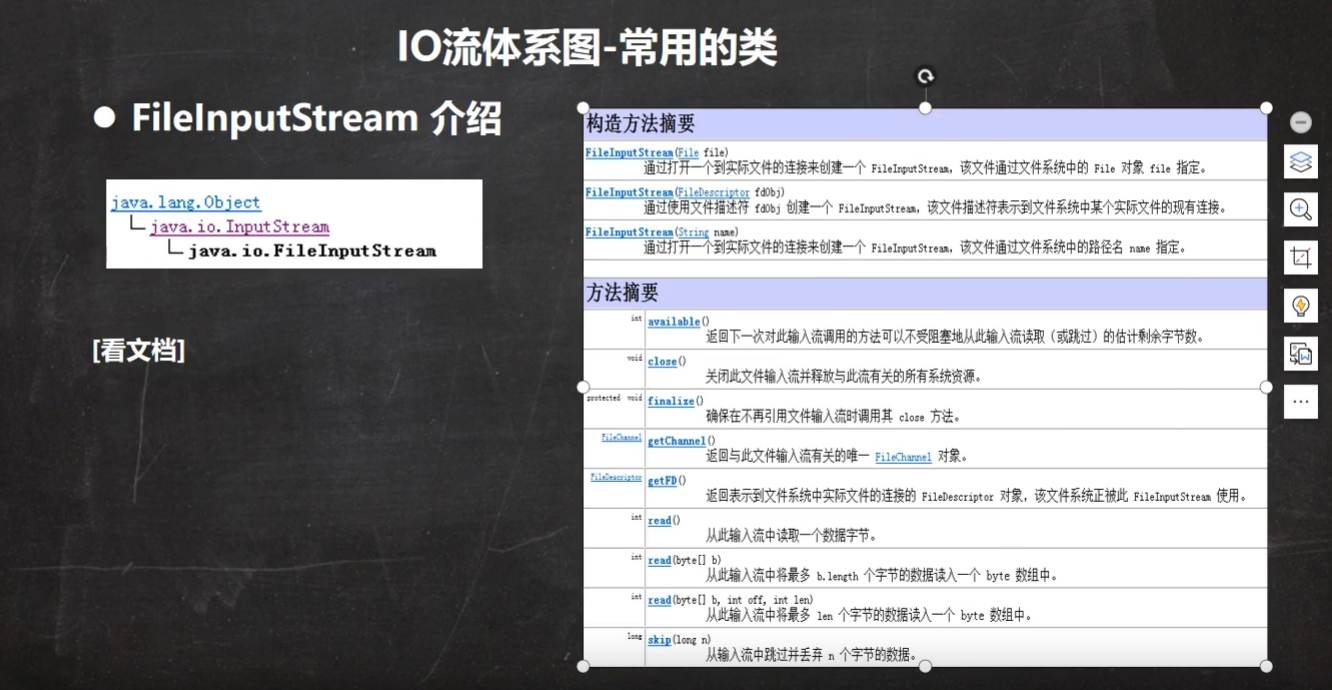 IO流体系图-常用的类
● FileInputStream 介绍
java.lang.Object
java.io.InputStream
java.io.FileInputStream
[看文档]
构造方法摘要
FileInputStream(File file)
通过打开一个到实际文件的连接来创建一个 FileInputStream，该文件通过文件系统中的 File 对象 file 指定。
FileInputStream(FileDescriptor fdObj)
通过使用文件描述符 fdObj 创建一个 FileInputStream，该文件描述符表示到文件系统中某个实际文件的现有连接。
FileInputStream(String name)
通过打开一个到实际文件的连接来创建一个 FileInputStream，该文件通过文件系统中的路径名 name 指定。
方法摘要
int available()
返回下一次对此输入流调用的方法可以不受阻塞地从此输入流读取（或跳过）的估计剩余字节数。
void close()
关闭此文件输入流并释放与此流有关的所有系统资源。
protected void finalize()
确保在不再引用文件输入流时调用其 close 方法。
FileChannel getChannel()
返回与此文件输入流有关的唯一 FileChannel 对象。
FileDescriptor getFD()
返回表示到文件系统中实际文件的连接的 FileDescriptor 对象，该文件系统正被此 FileInputStream 使用。
int read()
从此输入流中读取一个数据字节。
int read(byte[] b)
从此输入流中将最多 b.length 个字节的数据读入一个 byte 数组中。
int read(byte[] b, int off, int len)
从此输入流中将最多 len 个字节的数据读入一个 byte 数组中。
long skip(long n)
从输入流中跳过并丢弃 n 个字节的数据。